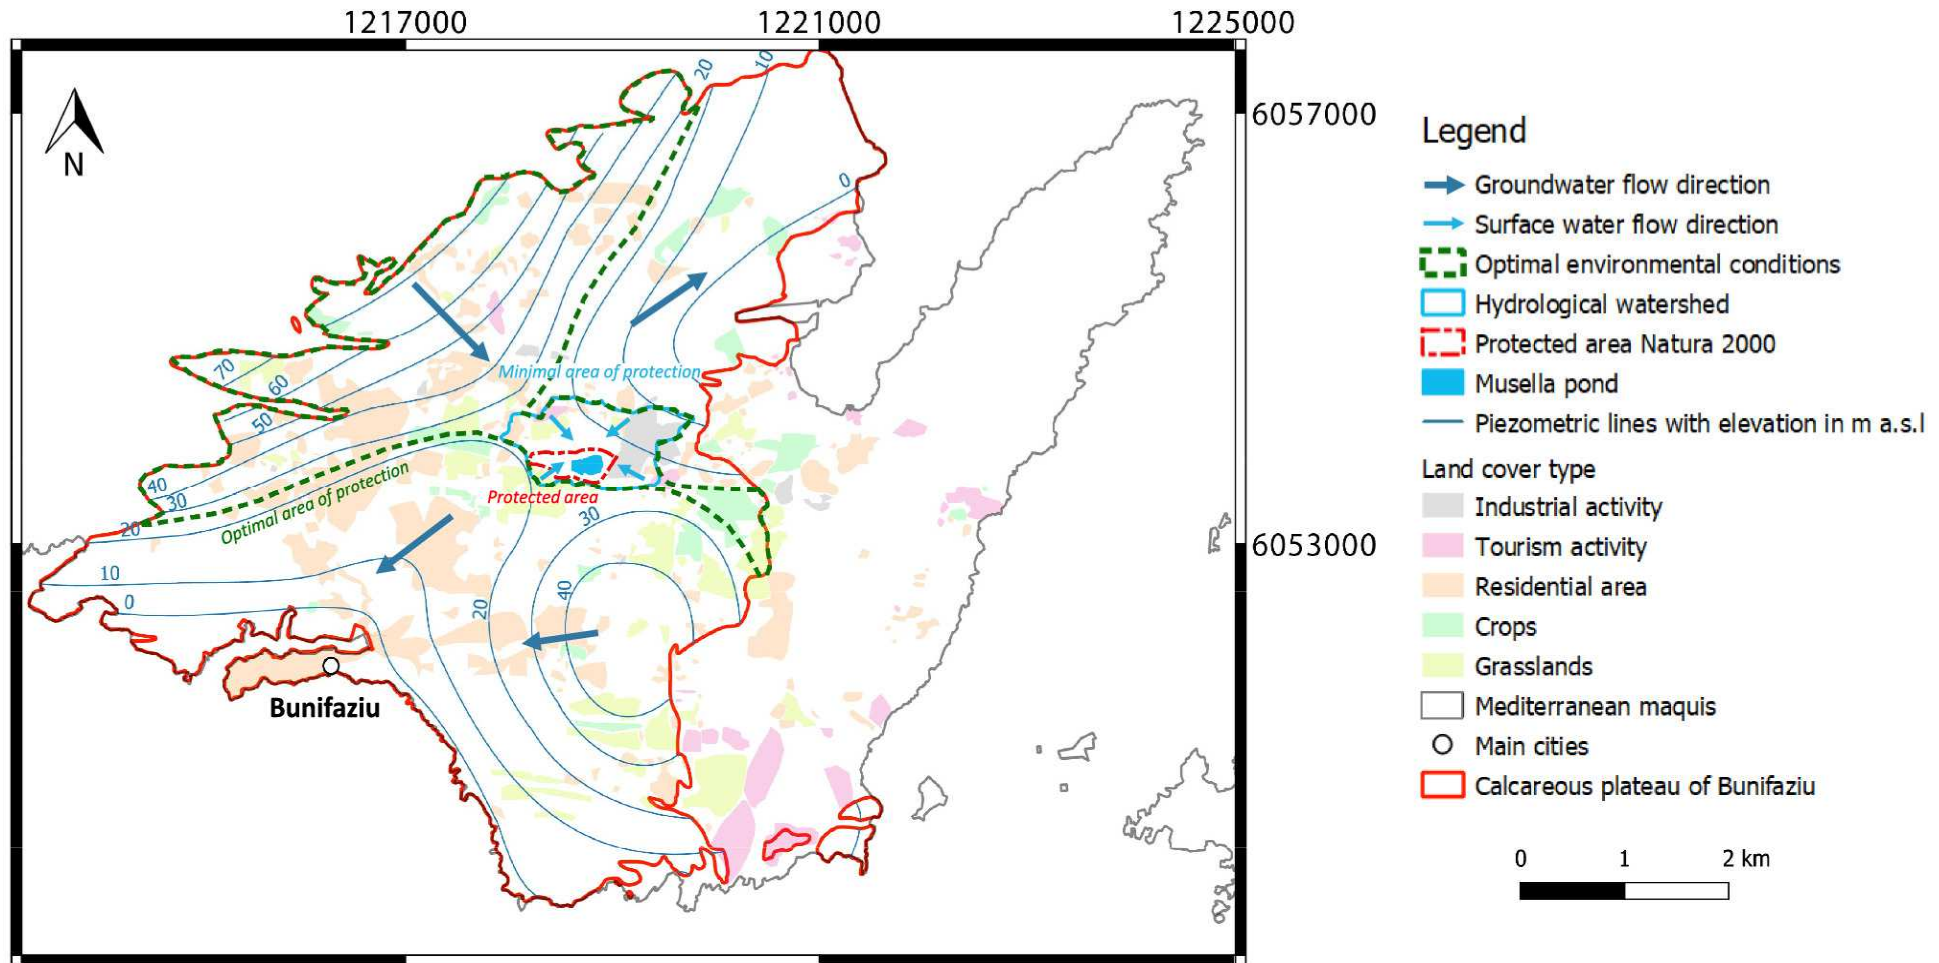 1217000 1221000 1225000
20 10
6057000
N
0
Minimal area of protection
70
60
50
40
30
20
Optimal area of protection
Protected area
30
6053000
10
0
20
40
Bunifaziu
Legend
Groundwater flow direction
Surface water flow direction
Optimal environmental conditions
Hydrological watershed
Protected area Natura 2000
Musella pond
Piezometric lines with elevation in m a.s.l
Land cover type
Industrial activity
Tourism activity
Residential area
Crops
Grasslands
Mediterranean maquis
Main cities
Calcareous plateau of Bunifaziu
0 1 2 km